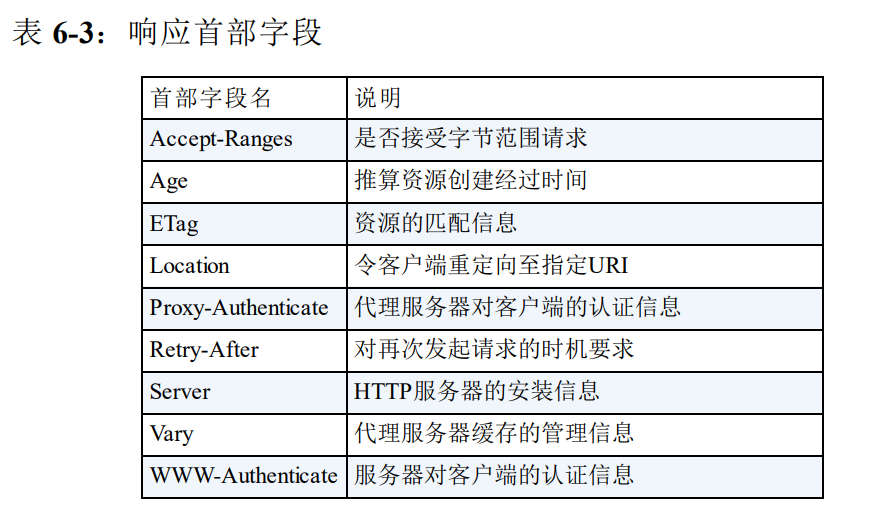 表 6-3：响应首部字段
首部字段名 说明
Accept-Ranges 是否接受字节范围请求
Age 推算资源创建经过时间
ETag 资源的匹配信息
Location 令客户端重定向至指定URI
Proxy-Authenticate 代理服务器对客户端的认证信息
Retry-After 对再次发起请求的时机要求
Server HTTP服务器的安装信息
Vary 代理服务器缓存的管理信息
WWW-Authenticate 服务器对客户端的认证信息